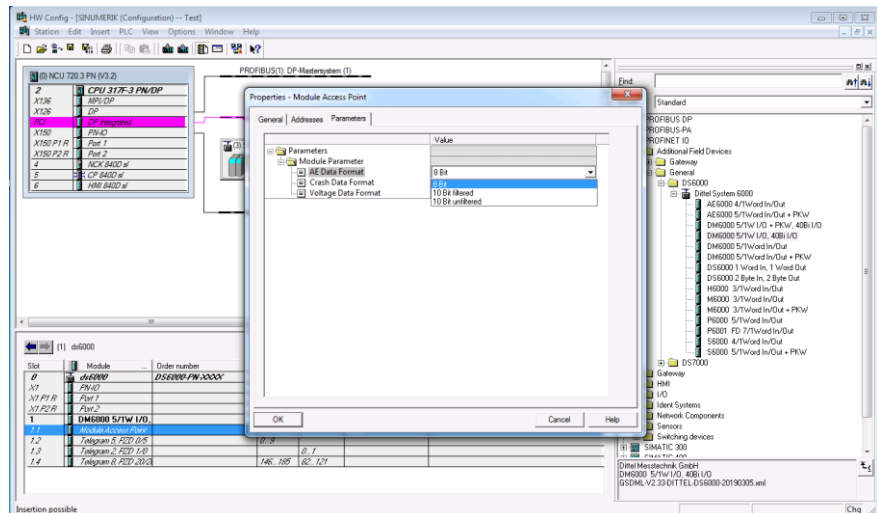 HW Config - [SINUMERIK (Configuration) -- Test]
Station Edit Insert PLC View Options Window Help
(0) NCU 720.3 PN (V3.2)
2 CPU 317F-3 PN/DP
X136 MPI/DP
X126 DP
PCI DP Integrated
X150 PN-IO
X150 P1 R Port 1
X150 P2 R Port 2
4 NCK 840D sl
5 CP 840D sl
6 HMI 840D sl
PROFIBUS(1): DP-Mastersystem (1)
(3)
Properties - Module Access Point
General Addresses Parameters
Value
Parameters
Module Parameter
AE Data Format 8 Bit
Crash Data Format 8 Bit
Voltage Data Format 10 Bit filtered
10 Bit unfiltered
OK Cancel Help
Find:
Standard
PROFIBUS DP
PROFIBUS-PA
PROFINET IO
Additional Field Devices
Gateway
General
DS6000
Dittel System 6000
AE6000 4/1Word In/Out
AE6000 5/1Word In/Out + PKW
DM6000 5/1W I/O + PKW, 40Bi I/O
DM6000 5/1W I/O, 40Bi I/O
DM6000 5/1Word In/Out
DM6000 5/1Word In/Out + PKW
DS6000 1 Word In, 1 Word Out
DS6000 2 Byte In, 2 Byte Out
H6000 3/1Word In/Out
M6000 3/1Word In/Out
M6000 3/1Word In/Out + PKW
P6000 5/1Word In/Out
P6001 FD 7/1Word In/Out
S6000 4/1Word In/Out
S6000 5/1Word In/Out + PKW
DS7000
Gateway
HMI
I/O
Ident Systems
Network Components
Sensors
Switching devices
SIMATIC 300
SIMATIC 400
Dittel Messtechnik GmbH
DM6000 5/1W I/O, 40Bi I/O
GSDML-V2.33-DITTEL-DS6000-20190305.xml
(1) ds6000
Slot Module ... Order number
0 ds6000 DS6000-PN-XXXX
X1 PN-IO
X1 P1 R Port 1
X1 P2 R Port 2
1 DM6000 5/1W I/O,
1.1 Module Access Point
1.2 Telegram 5, PZD 0/5 0...9
1.3 Telegram 2, PZD 1/0 0...1
1.4 Telegram 8, PZD 20/2 146...185 82...121
Insertion possible Chg